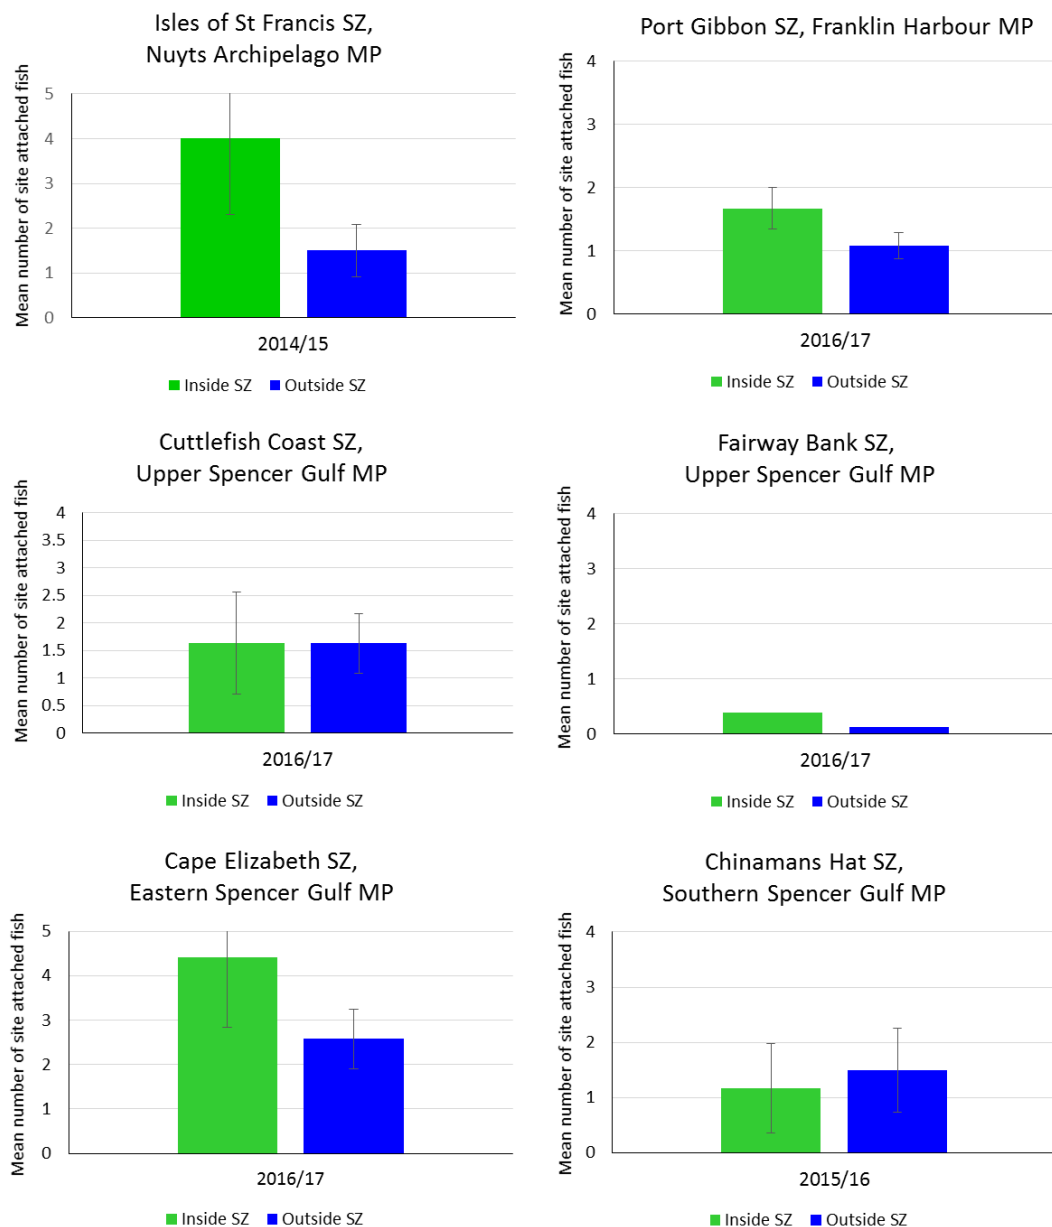 Isles of St Francis SZ,
Nuyts Archipelago MP
Mean number of site attached fish
5
4
3
2
1
0
2014/15
Inside SZ Outside SZ
Port Gibbon SZ, Franklin Harbour MP
Mean number of site attached fish
4
3
2
1
0
2016/17
Inside SZ Outside SZ
Cuttlefish Coast SZ,
Upper Spencer Gulf MP
Mean number of site attached fish
4
3.5
3
2.5
2
1.5
1
0.5
0
2016/17
Inside SZ Outside SZ
Fairway Bank SZ,
Upper Spencer Gulf MP
Mean number of site attached fish
4
3
2
1
0
2016/17
Inside SZ Outside SZ
Cape Elizabeth SZ,
Eastern Spencer Gulf MP
Mean number of site attached fish
5
4
3
2
1
0
2016/17
Inside SZ Outside SZ
Chinamans Hat SZ,
Southern Spencer Gulf MP
Mean number of site attached fish
4
3
2
1
0
2015/16
Inside SZ Outside SZ